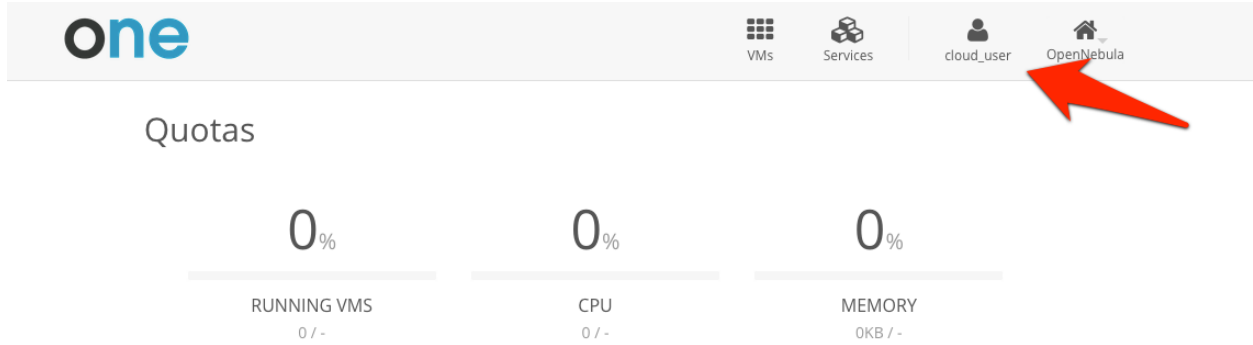 one
VMs Services cloud_user OpenNebula
Quotas
0% 0% 0%
RUNNING VMS CPU MEMORY
0 / - 0 / - 0KB / -